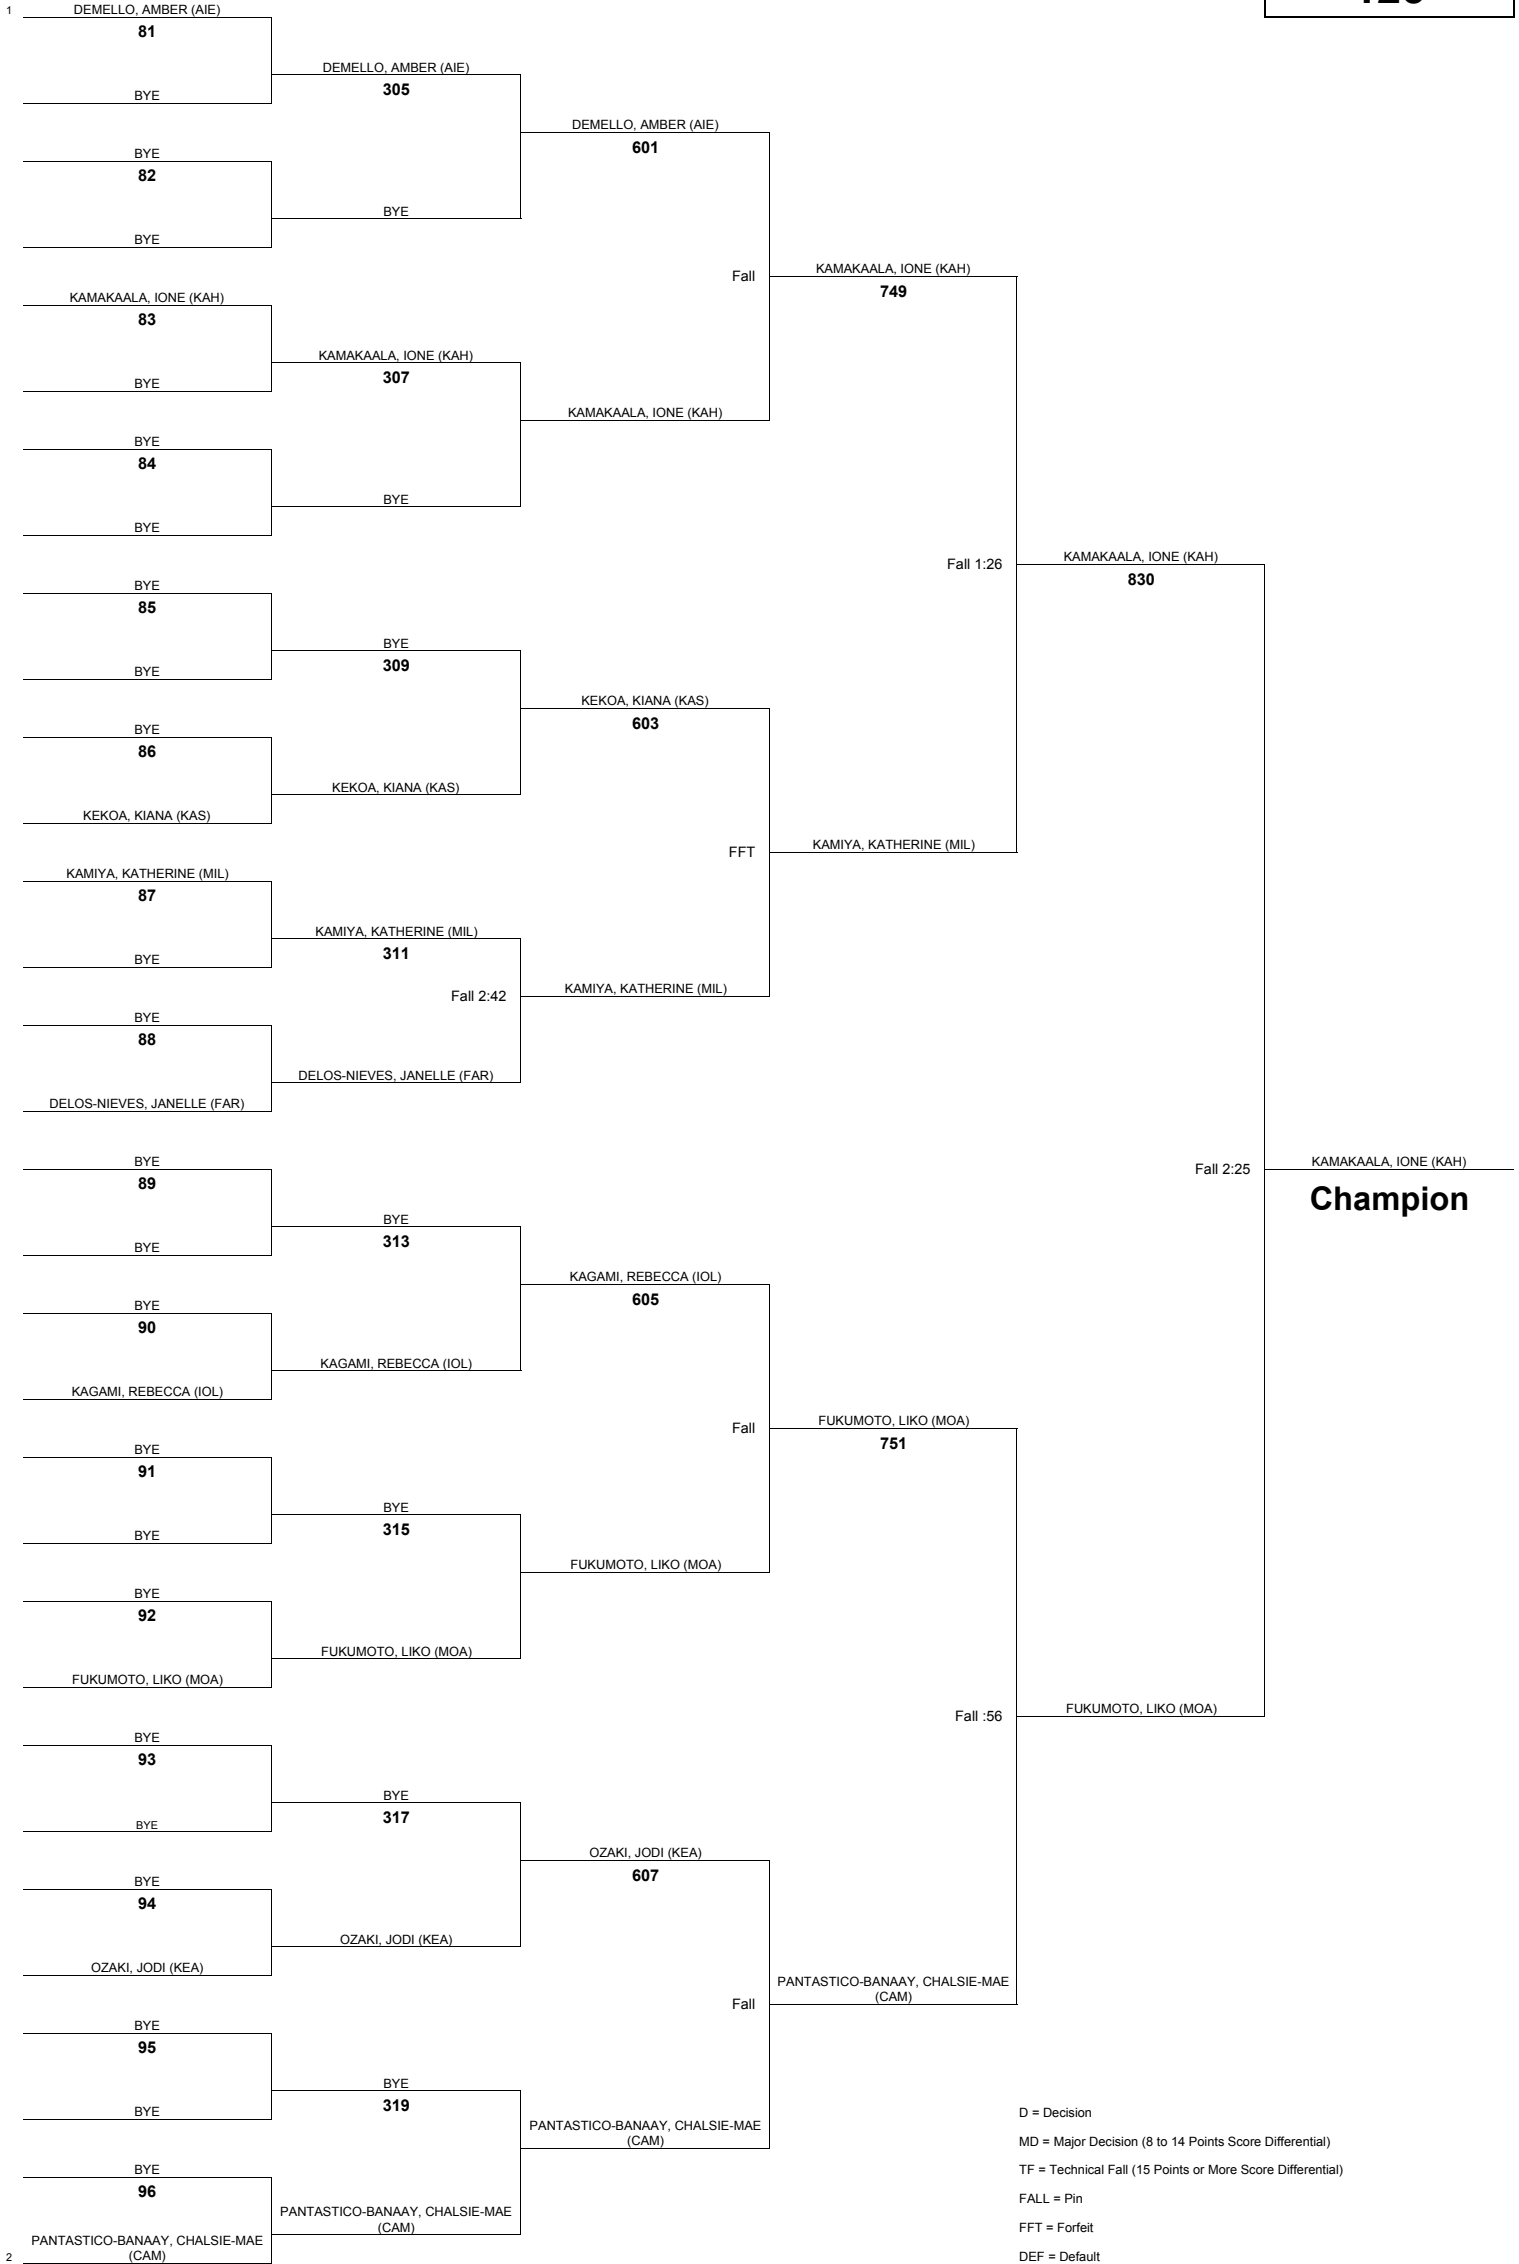 1
DEMELLO, AMBER (AIE)
81
BYE
BYE
82
BYE
KAMAKAALA, IONE (KAH)
83
BYE
BYE
84
BYE
BYE
85
BYE
BYE
86
KEKOA, KIANA (KAS)
KAMIYA, KATHERINE (MIL)
87
BYE
BYE
88
DELOS-NIEVES, JANELLE (FAR)
BYE
89
BYE
BYE
90
KAGAMI, REBECCA (IOL)
BYE
91
BYE
BYE
92
FUKUMOTO, LIKO (MOA)
BYE
93
BYE
BYE
94
OZAKI, JODI (KEA)
BYE
95
BYE
BYE
96
PANTASTICO-BANAAY, CHALSIE-MAE
(CAM)
2
DEMELLO, AMBER (AIE)
305
BYE
KAMAKAALA, IONE (KAH)
307
BYE
BYE
309
KEKOA, KIANA (KAS)
KAMIYA, KATHERINE (MIL)
311
Fall 2:42
DELOS-NIEVES, JANELLE (FAR)
BYE
313
KAGAMI, REBECCA (IOL)
BYE
315
FUKUMOTO, LIKO (MOA)
BYE
317
OZAKI, JODI (KEA)
BYE
319
PANTASTICO-BANAAY, CHALSIE-MAE
(CAM)
DEMELLO, AMBER (AIE)
601
Fall
KAMAKAALA, IONE (KAH)
KEKOA, KIANA (KAS)
603
FFT
KAMIYA, KATHERINE (MIL)
KAGAMI, REBECCA (IOL)
605
Fall
FUKUMOTO, LIKO (MOA)
OZAKI, JODI (KEA)
607
Fall
PANTASTICO-BANAAY, CHALSIE-MAE
(CAM)
KAMAKAALA, IONE (KAH)
749
Fall 1:26
KAMIYA, KATHERINE (MIL)
FUKUMOTO, LIKO (MOA)
751
Fall :56
PANTASTICO-BANAAY, CHALSIE-MAE
(CAM)
KAMAKAALA, IONE (KAH)
830
Fall 2:25
FUKUMOTO, LIKO (MOA)
KAMAKAALA, IONE (KAH)
Champion
D = Decision
MD = Major Decision (8 to 14 Points Score Differential)
TF = Technical Fall (15 Points or More Score Differential)
FALL = Pin
FFT = Forfeit
DEF = Default